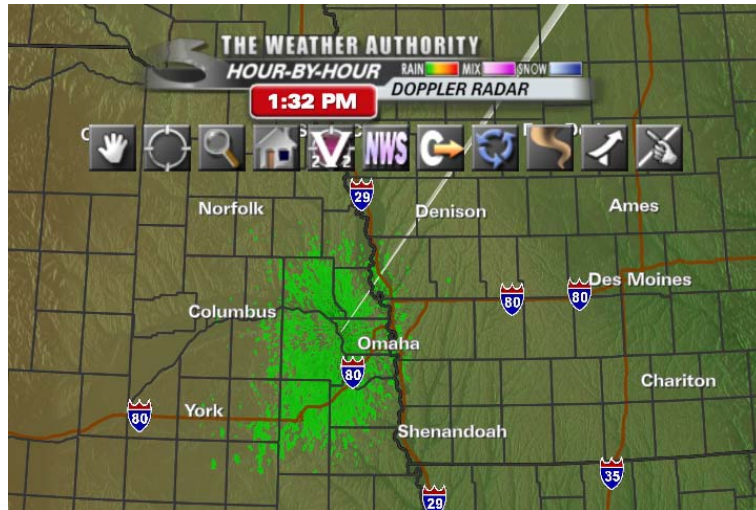 THE WEATHER AUTHORITY
HOUR-BY-HOUR RAIN MIX SNOW
1:32 PM DOPPLER RADAR
NWS
29
Norfolk Denison Ames
Des Moines
80 80
Columbus
Omaha
80
Chariton
York
80
Shenandoah
35
29